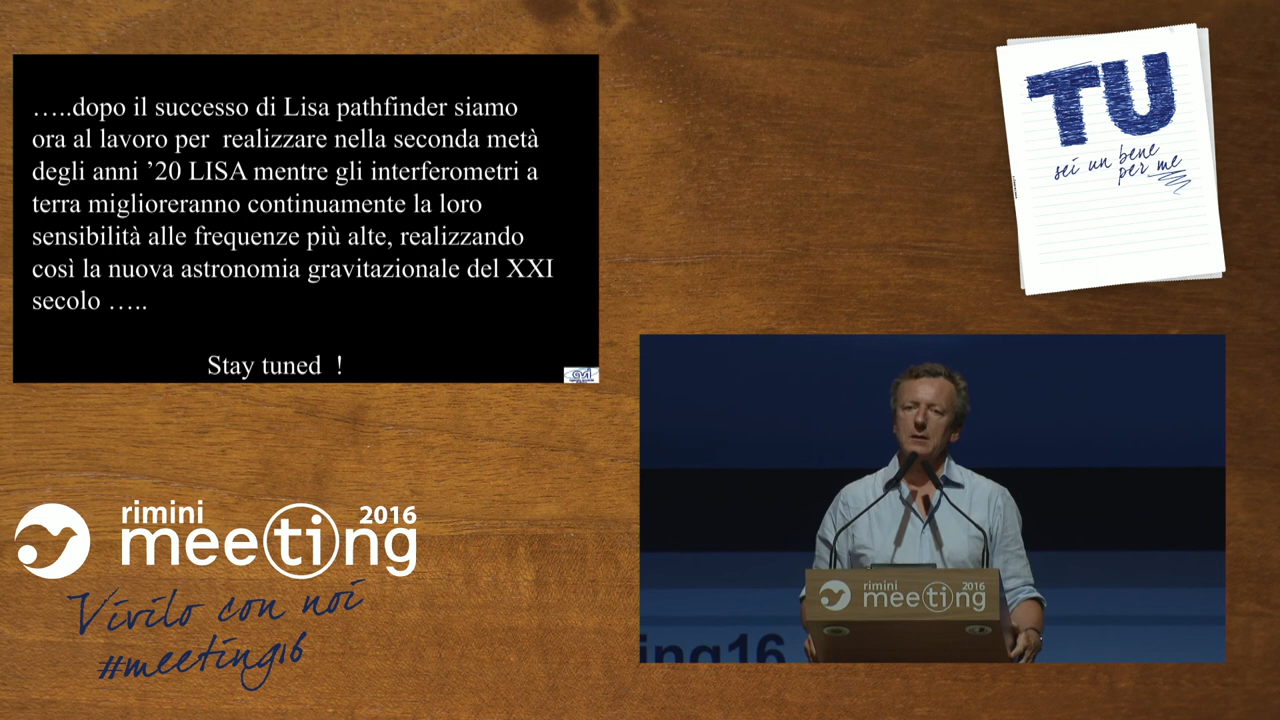 …..dopo il successo di Lisa pathfinder siamo
ora al lavoro per realizzare nella seconda metà
degli anni ’20 LISA mentre gli interferometri a
terra miglioreranno continuamente la loro
sensibilità alle frequenze più alte, realizzando
così la nuova astronomia gravitazionale del XXI
secolo …..
Stay tuned !
TU
sei un bene
per me
rimini 2016
meeting
Vivilo con noi
#meeting16
rimini 2016
meeting
ing16